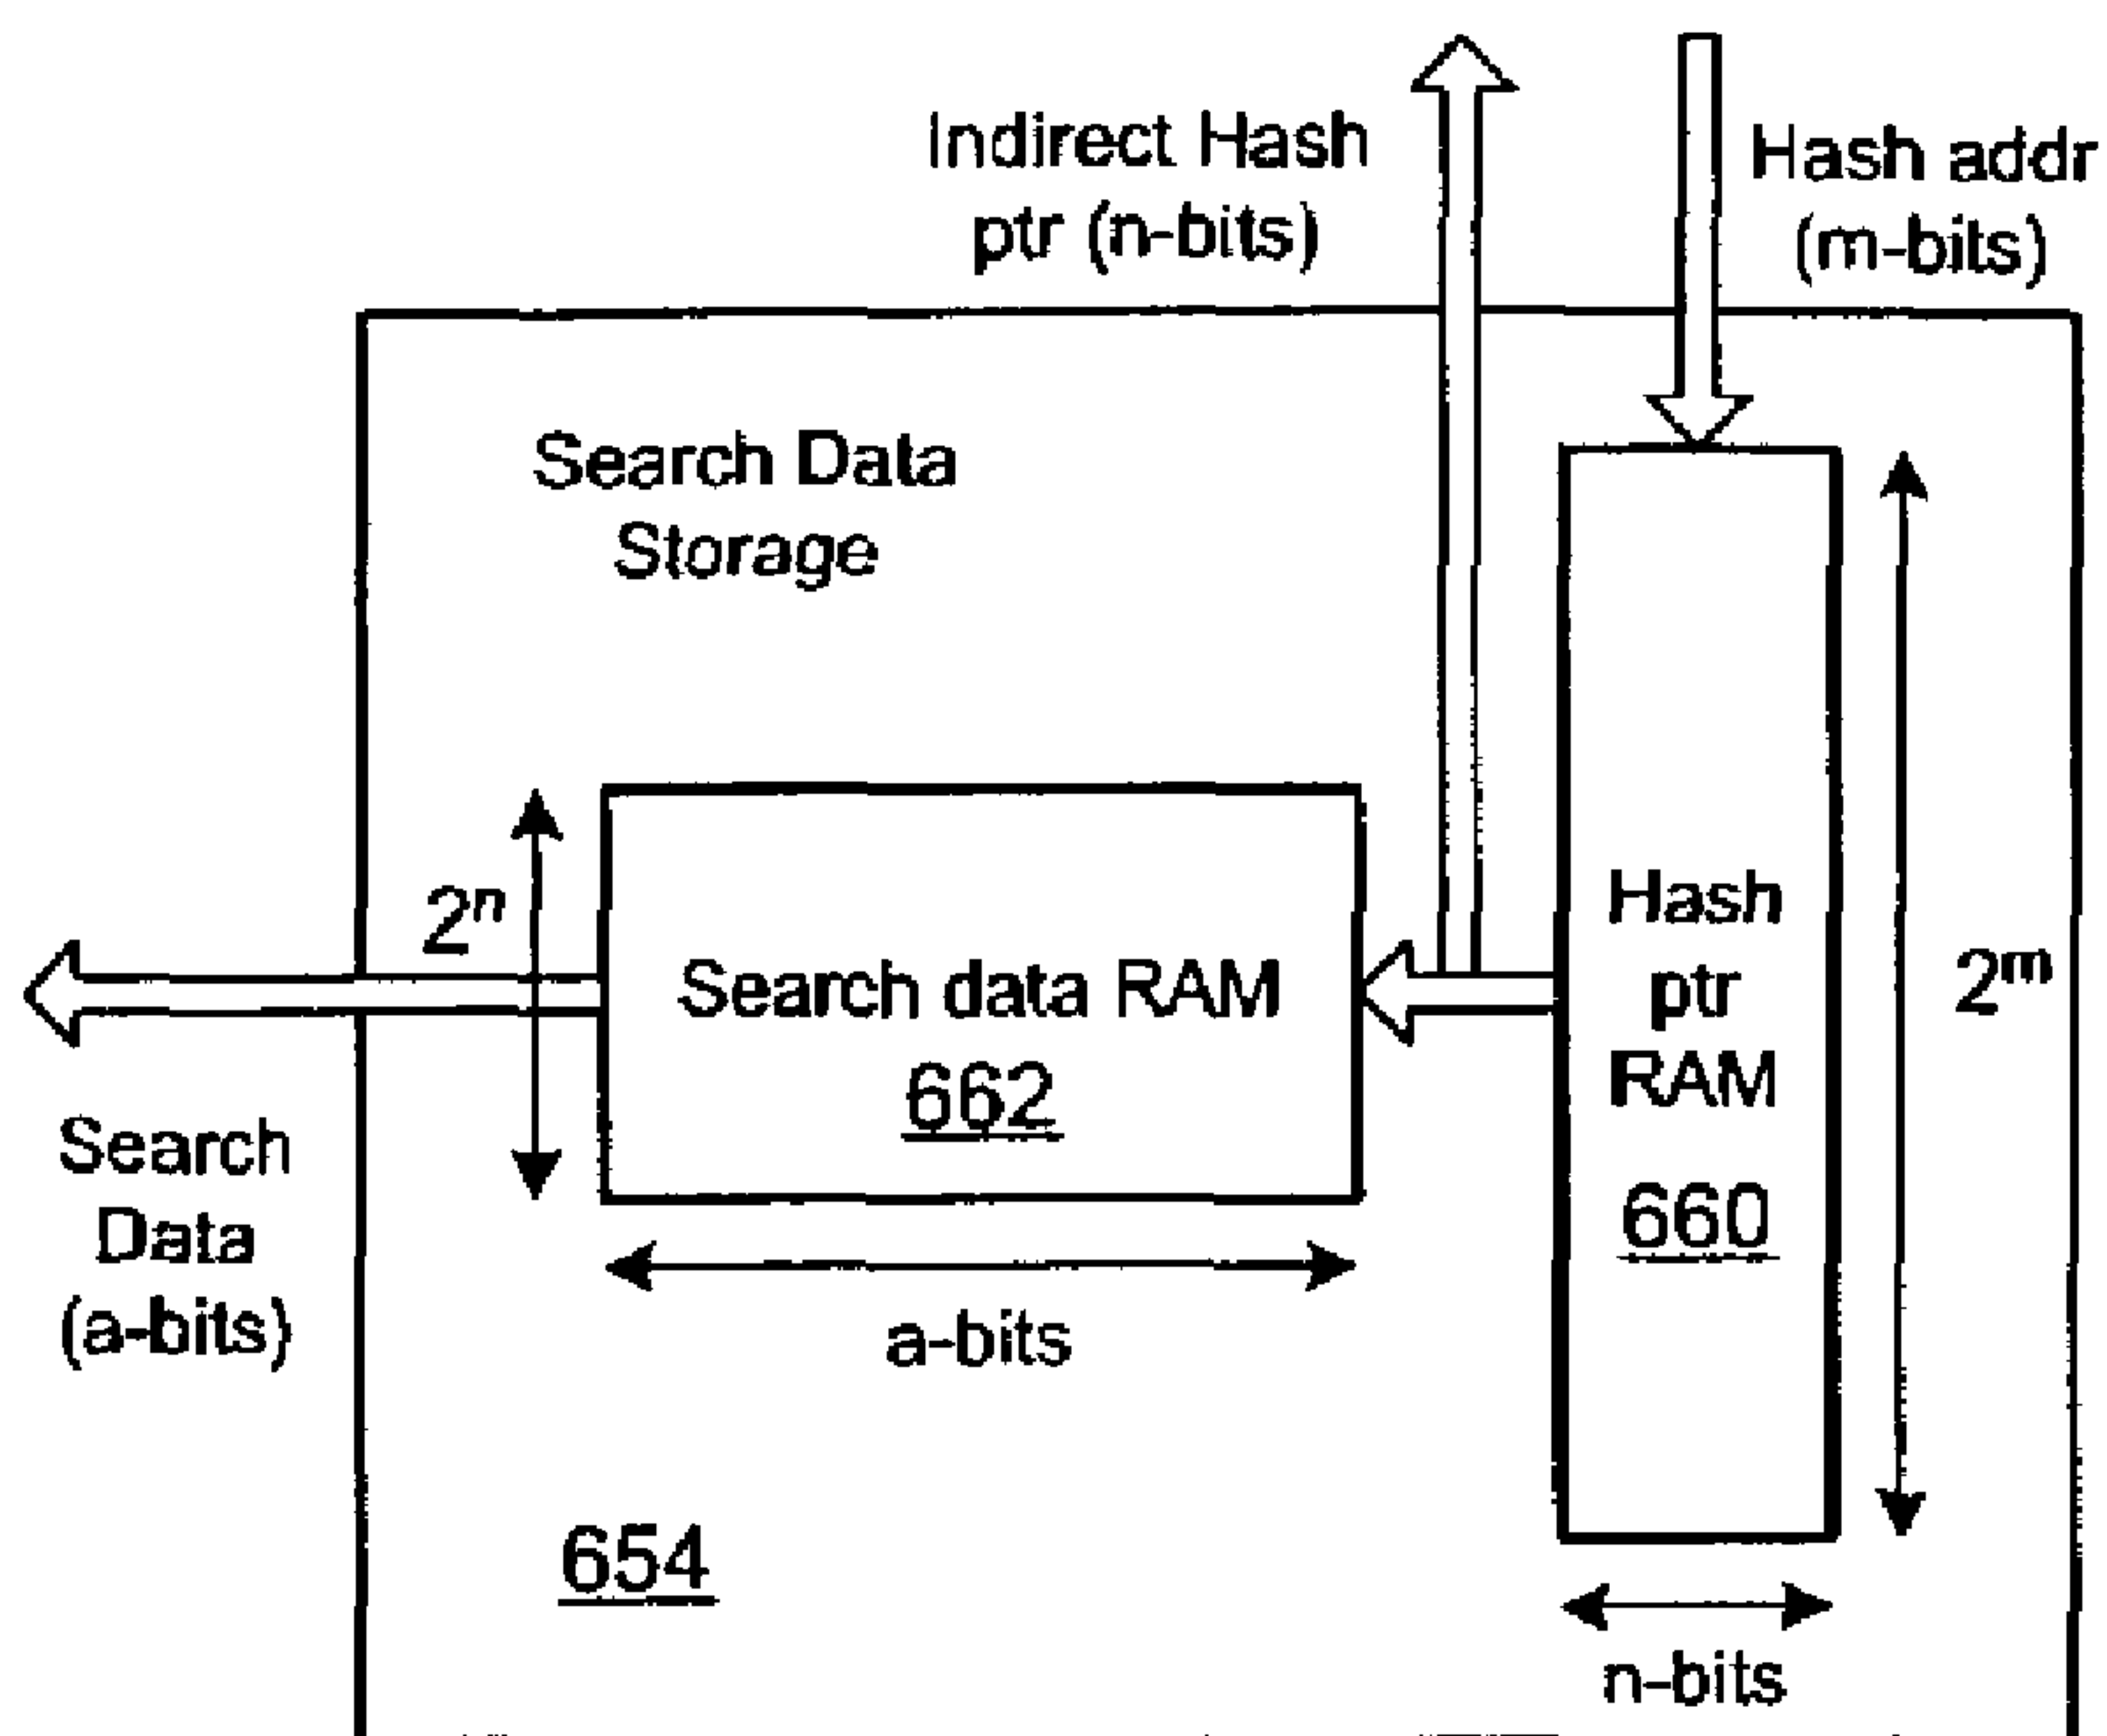 Indirect Hash
ptr (n-bits)
Hash addr
(m-bits)
Search Data
Storage
2ⁿ
Search data RAM
662
Hash
ptr
RAM
660
2ᵐ
Search
Data
(a-bits)
a-bits
654
n-bits